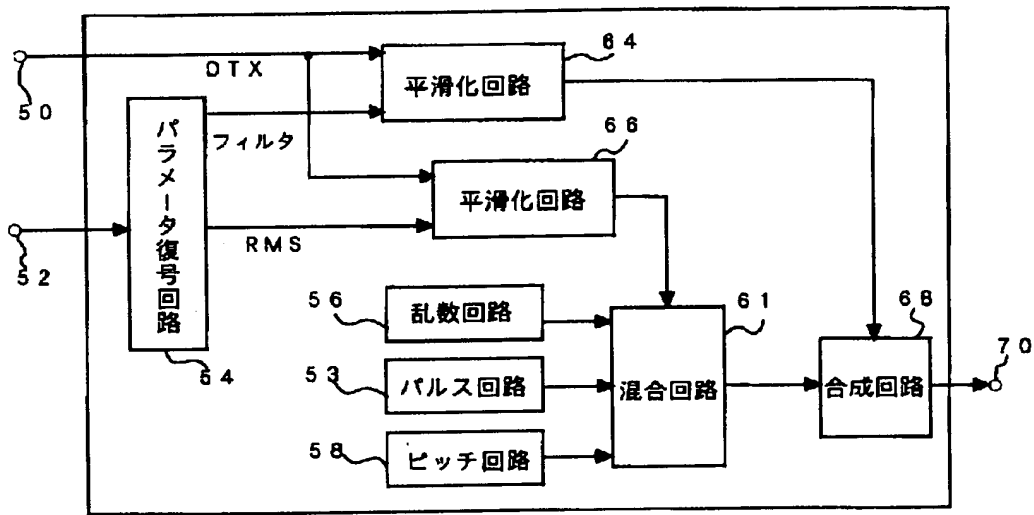 ６４
ＤＴＸ
平滑化回路
５０
フィルタ
６６
パラメータ復号回路
平滑化回路
ＲＭＳ
５２
５６
乱数回路
６１
６８
７０
５４
５３
パルス回路
混合回路
合成回路
５８
ピッチ回路